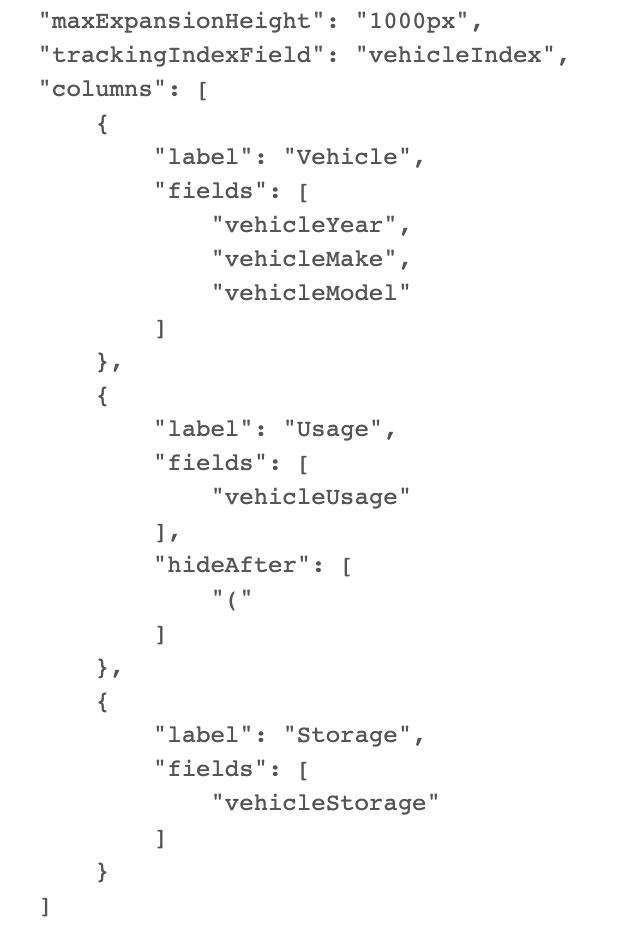 "maxExpansionHeight": "1000px",
"trackingIndexField": "vehicleIndex",
"columns": [
    {
        "label": "Vehicle",
        "fields": [
            "vehicleYear",
            "vehicleMake",
            "vehicleModel"
        ]
    },
    {
        "label": "Usage",
        "fields": [
            "vehicleUsage"
        ],
        "hideAfter": [
            "("
        ]
    },
    {
        "label": "Storage",
        "fields": [
            "vehicleStorage"
        ]
    }
]